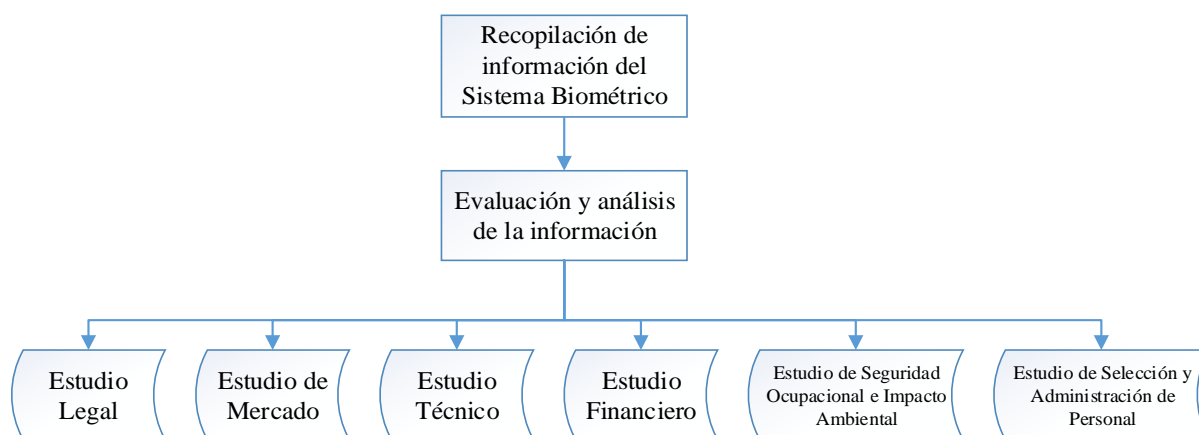 Recopilación de
información del
Sistema Biométrico
Evaluación y análisis
de la información
Estudio
Legal
Estudio de
Mercado
Estudio
Técnico
Estudio
Financiero
Estudio de Seguridad
Ocupacional e Impacto
Ambiental
Estudio de Selección y
Administración de
Personal